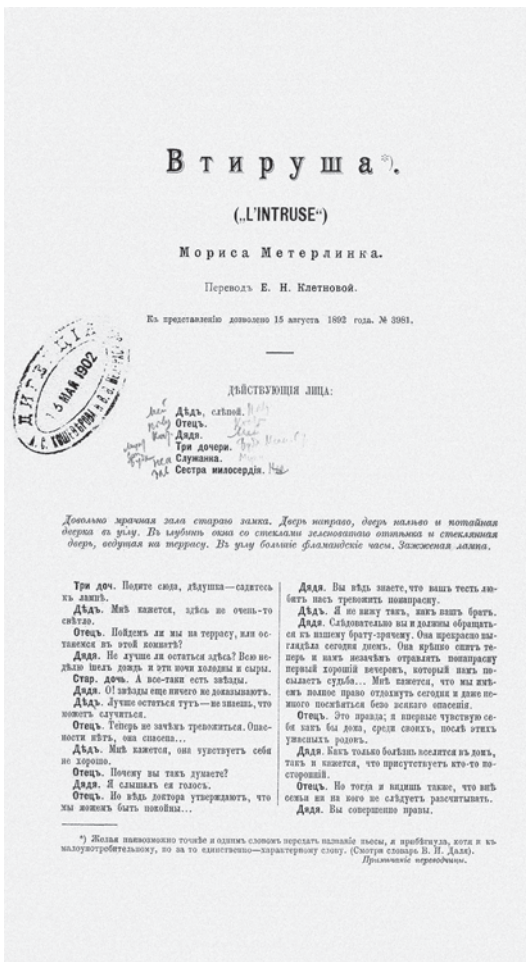 Втируша*).
(„L'INTRUSE“)
Мориса Метерлинка.
Переводъ Е. Н. Клетновой.
Къ представленію дозволено 15 августа 1892 года. № 3981.
ДИРЕКЦІЯ
15 МАЙ 1902
ДѢЙСТВУЮЩІЯ ЛИЦА:
Дѣдъ, слѣпой.
Отецъ.
Дядя.
Три дочери.
Служанка.
Сестра милосердія.
Довольно мрачная зала стараго замка. Дверь направо, дверь налѣво и потайная
дверка въ углу. Въ глубинѣ окна со стеклами зеленоватаго оттѣнка и стеклянная
дверь, ведущая на террасу. Въ углу большіе фламандскіе часы. Зажженая лампа.
Три доч. Подите сюда, дѣдушка—садитесь
къ лампѣ.
Дѣдъ. Мнѣ кажется, здѣсь не очень-то
свѣтло.
Отецъ. Пойдемъ ли мы на террасу, или ос-
танемся въ этой комнатѣ?
Дядя. Не лучше ли остаться здѣсь? Всю не-
дѣлю шелъ дождь и эти ночи холодны и сыры.
Стар. дочь. А все-таки есть звѣзды.
Дядя. О! звѣзды еще ничего не доказываютъ.
Дѣдъ. Лучше остаться тутъ—не знаешь, что
можетъ случиться.
Отецъ. Теперь не зачѣмъ тревожиться. Опас-
ности нѣтъ, она спасена...
Дѣдъ. Мнѣ кажется, она чувствуетъ себя
не хорошо.
Отецъ. Почему вы такъ думаете?
Дядя. Я слышалъ ея голосъ.
Отецъ. Но вѣдь доктора утверждаютъ, что
мы можемъ быть покойны...
Дядя. Вы вѣдь знаете, что вашъ тесть лю-
битъ насъ тревожить понапрасну.
Дѣдъ. Я не вижу такъ, какъ вашъ братъ.
Дядя. Слѣдовательно вы и должны обращать-
ся къ нашему брату-зрячему. Она прекрасно вы-
глядѣла сегодня днемъ. Она крѣпко спитъ те-
перь и намъ незачѣмъ отравлять понапрасну
первый хорошій вечерокъ, который намъ по-
сылаетъ судьба... Мнѣ кажется, что мы имѣ-
емъ полное право отдохнуть сегодня и даже не-
много посмѣяться безо всякаго опасенія.
Отецъ. Это правда; я впервые чувствую се-
бя какъ бы дома, среди своихъ, послѣ этихъ
ужасныхъ родовъ.
Дядя. Какъ только болѣзнь вселится въ домъ,
такъ и кажется, что присутствуетъ кто-то по-
сторонній.
Отецъ. Но тогда и видишь также, что внѣ
семьи ни на кого не слѣдуетъ разсчитывать.
Дядя. Вы совершенно правы.
*) Желая наивозможно точнѣе и однимъ словомъ передать названіе пьесы, я прибѣгнула, хотя и къ
малоупотребительному, но за то единственно—характерному слову. (Смотри словарь В. И. Даля).
Примѣчаніе переводчицы.